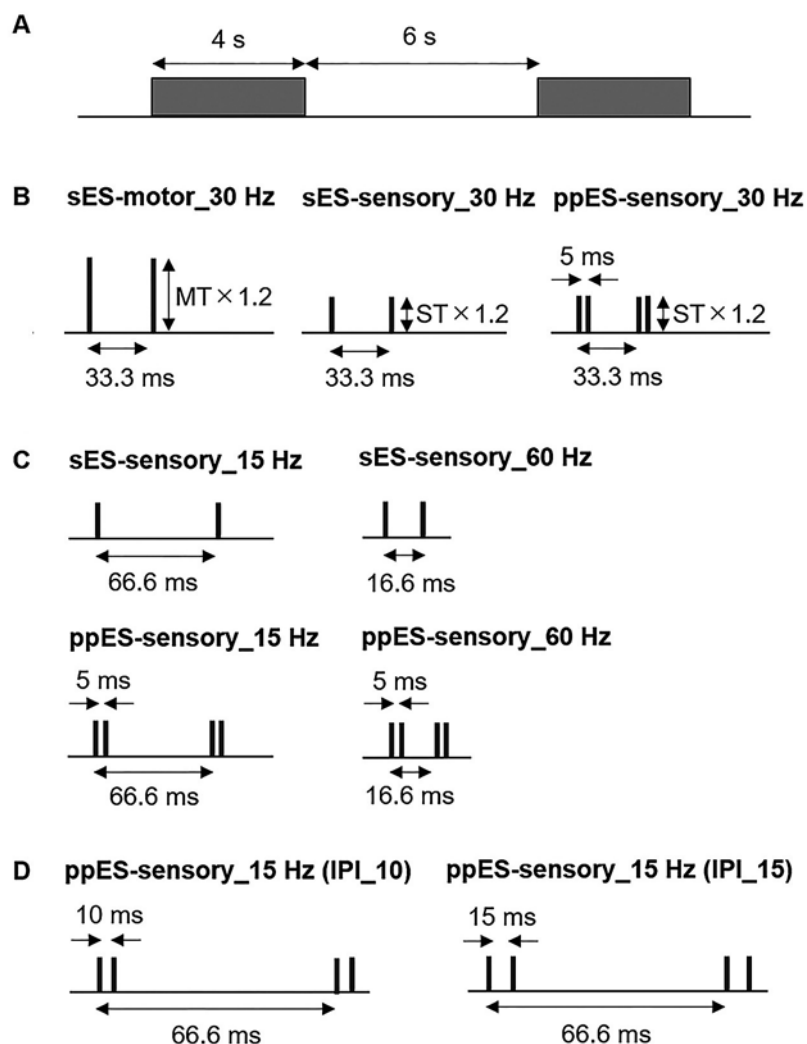 A
4 s 6 s
B sES-motor_30 Hz sES-sensory_30 Hz ppES-sensory_30 Hz
5 ms
MT × 1.2 ST × 1.2 ST × 1.2
33.3 ms 33.3 ms 33.3 ms
C sES-sensory_15 Hz sES-sensory_60 Hz
66.6 ms 16.6 ms
ppES-sensory_15 Hz ppES-sensory_60 Hz
5 ms 5 ms
66.6 ms 16.6 ms
D ppES-sensory_15 Hz (IPI_10) ppES-sensory_15 Hz (IPI_15)
10 ms 15 ms
66.6 ms 66.6 ms